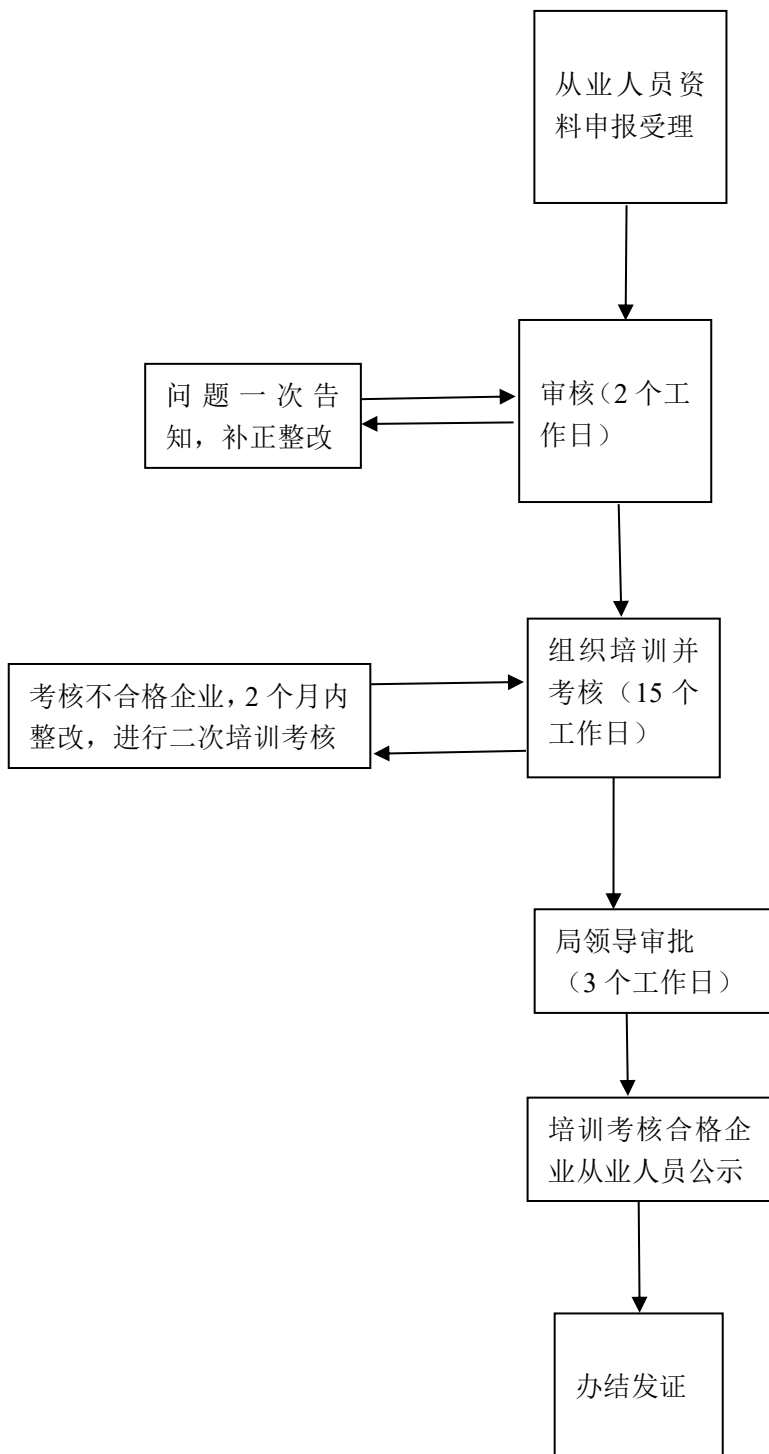 从业人员资
料申报受理
问题一次告
知，补正整改
审核（2 个工
作日）
组织培训并
考核（15 个
工作日）
考核不合格企业，2 个月内
整改，进行二次培训考核
局领导审批
（3 个工作日）
培训考核合格企
业从业人员公示
办结发证